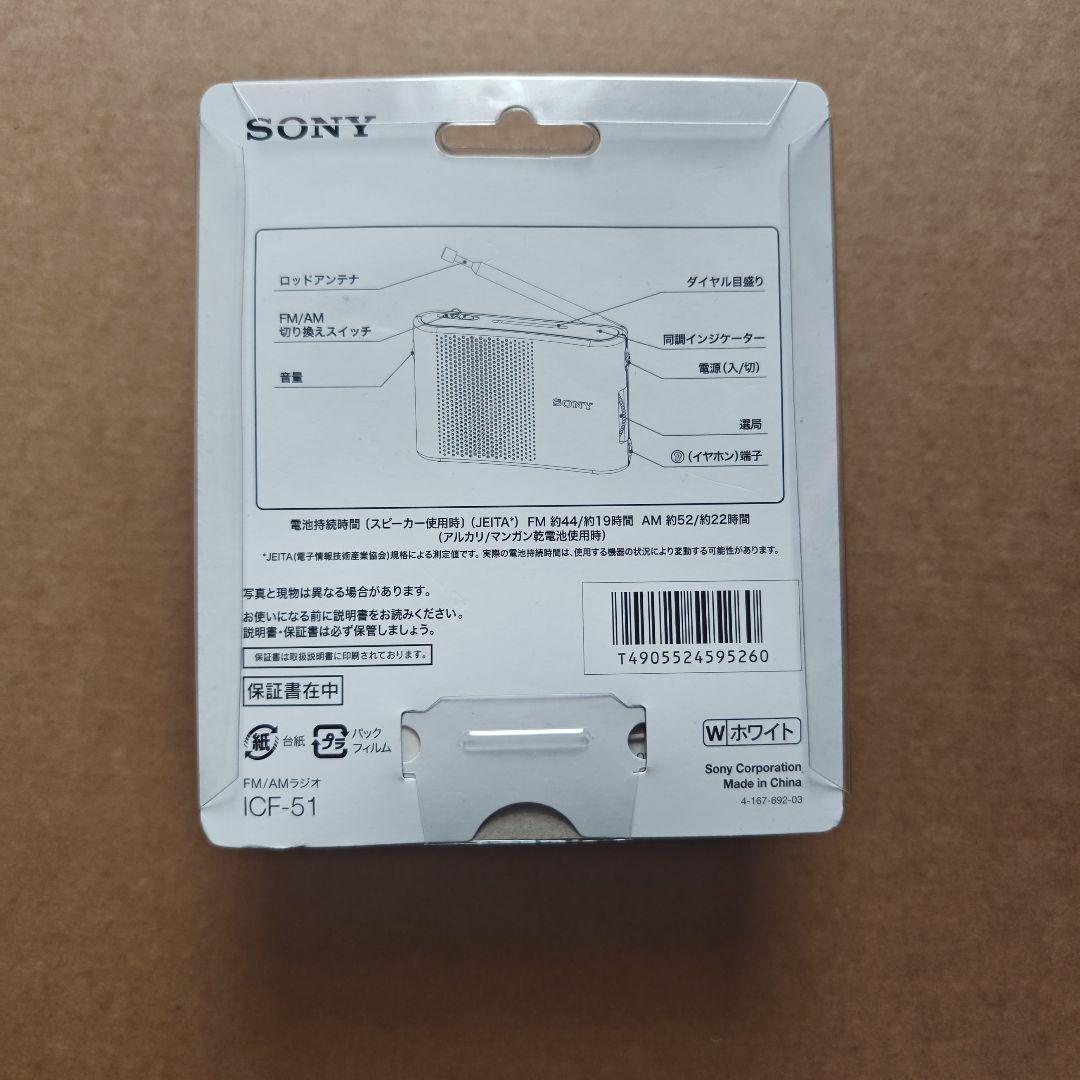 SONY
ロッドアンテナ
ダイヤル目盛り
FM/AM
切り換えスイッチ
同調インジケーター
電源(入/切)
音量
SONY
選局
(イヤホン)端子
電池持続時間〔スピーカー使用時〕(JEITA*) FM 約44/約19時間 AM 約52/約22時間
(アルカリ/マンガン乾電池使用時)
*JEITA(電子情報技術産業協会)規格による測定値です。実際の電池持続時間は、使用する機器の状況により変動する可能性があります。
写真と現物は異なる場合があります。
お使いになる前に説明書をお読みください。
説明書・保証書は必ず保管しましょう。
保証書は取扱説明書に印刷されております。
T4905524595260
保証書在中
紙 台紙 プラ パック
フィルム
W ホワイト
FM/AMラジオ
ICF-51
Sony Corporation
Made in China
4-167-692-03